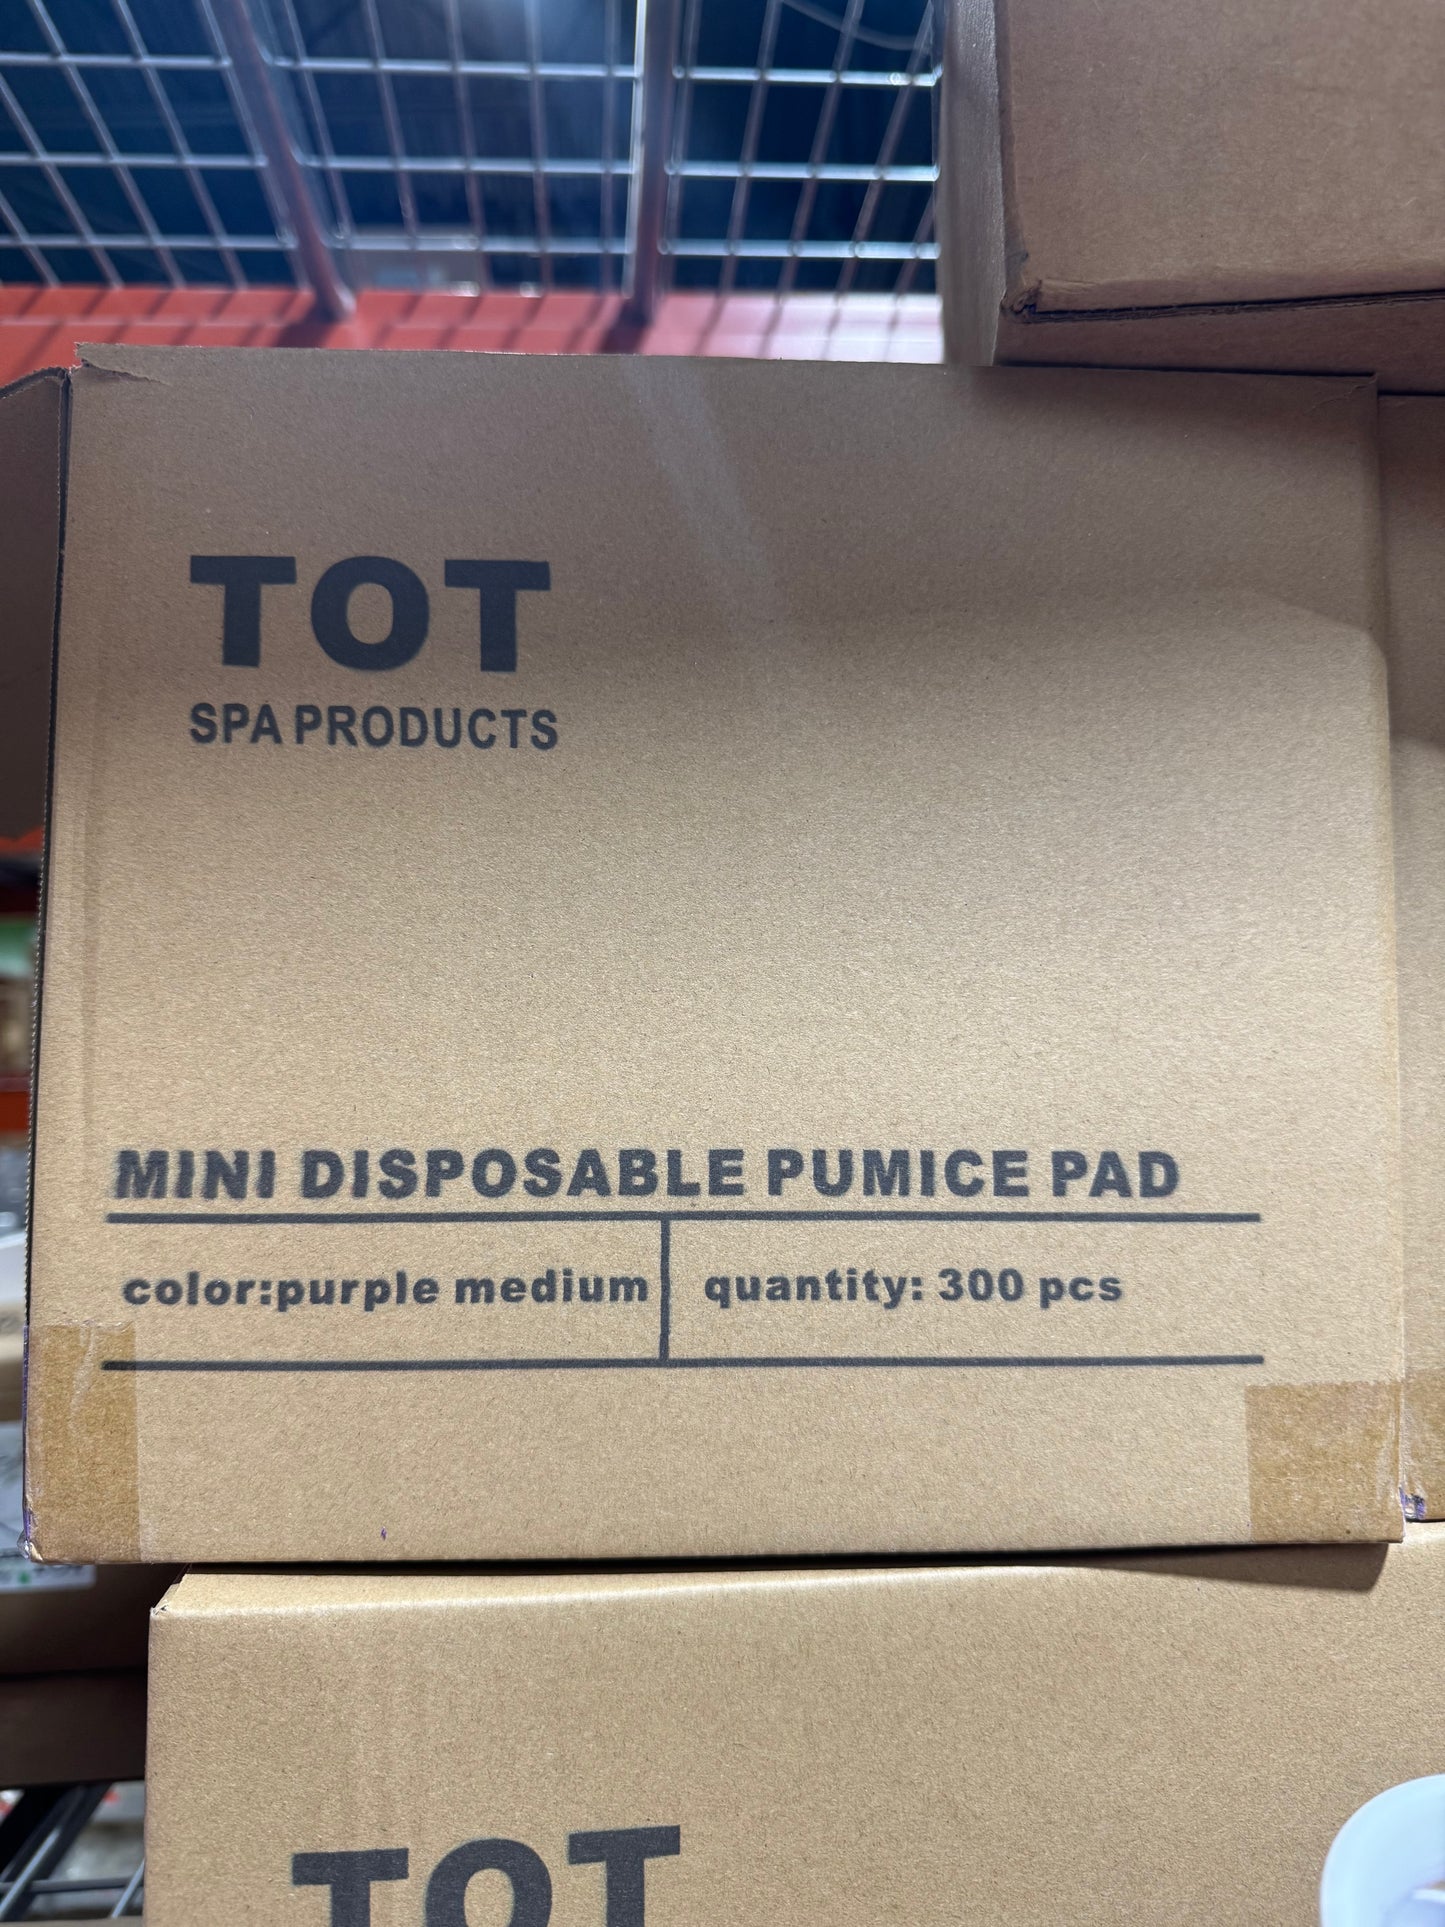 TOT
SPA PRODUCTS
MINI DISPOSABLE PUMICE PAD
color:purple medium
quantity: 300 pcs
TOT